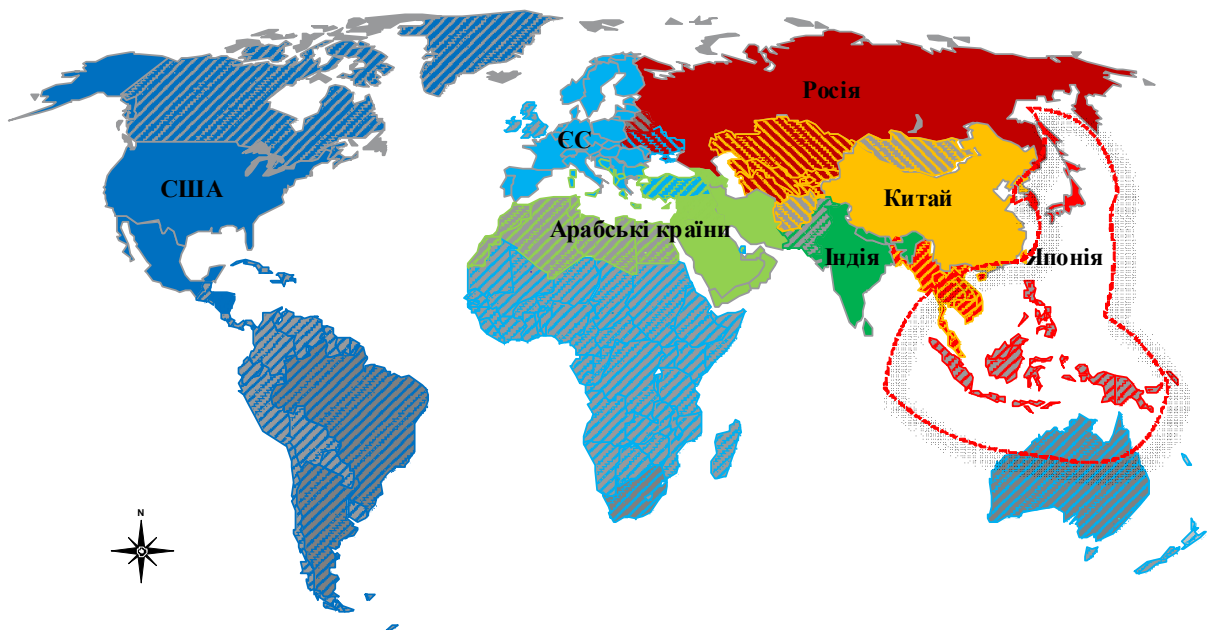 Росія
ЄС
США
Китай
Арабські країни
Індія
Японія
N